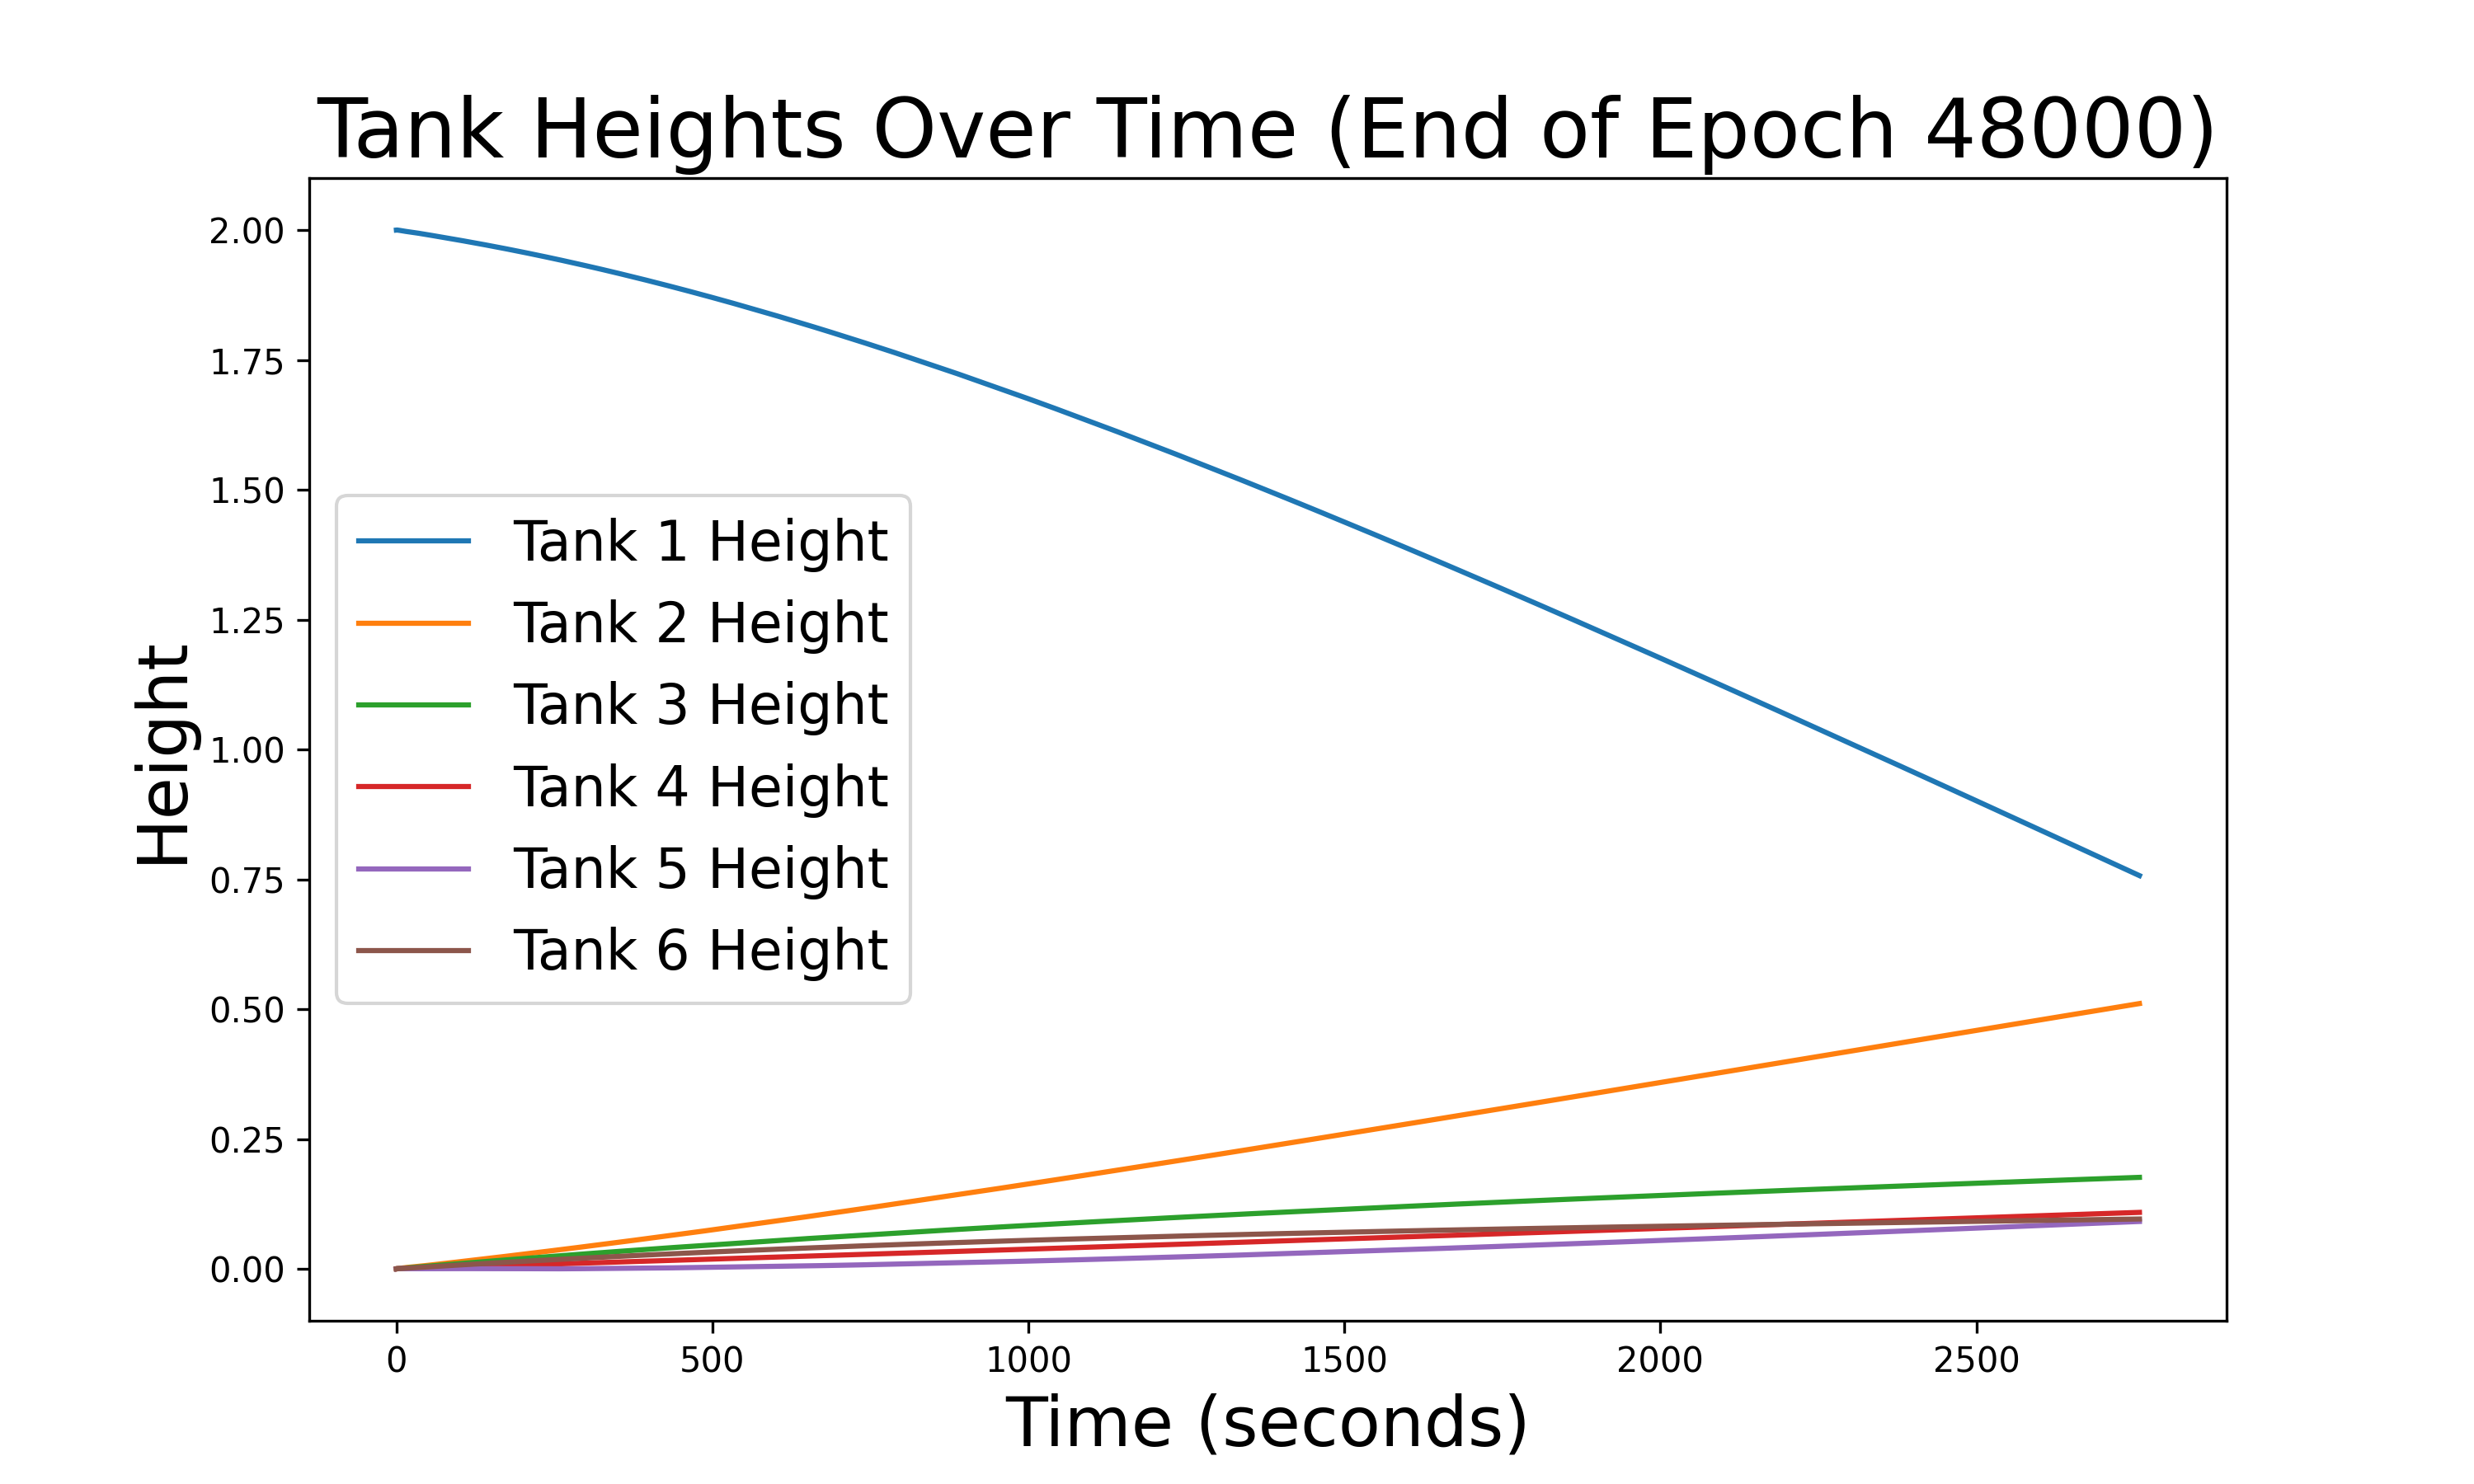 Tank Heights Over Time (End of Epoch 48000)
Height
2.00
1.75
1.50
1.25
1.00
0.75
0.50
0.25
0.00
Tank 1 Height
Tank 2 Height
Tank 3 Height
Tank 4 Height
Tank 5 Height
Tank 6 Height
0 500 1000 1500 2000 2500
Time (seconds)